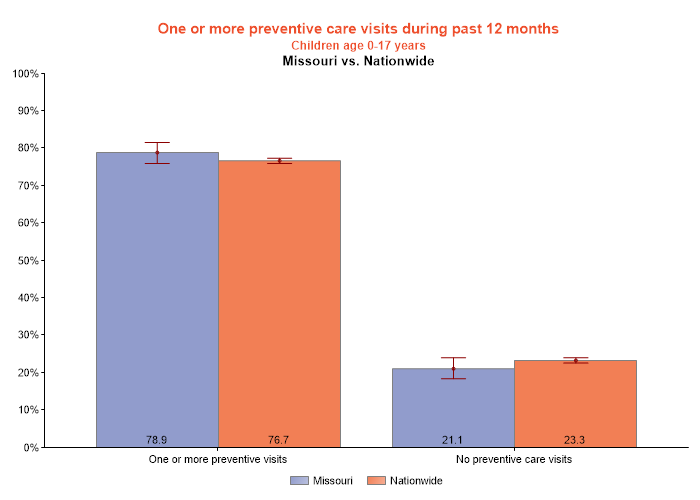 One or more preventive care visits during past 12 months
Children age 0-17 years
Missouri vs. Nationwide
100%
90%
80%
70%
60%
50%
40%
30%
20%
10%
0%
78.9 76.7 21.1 23.3
One or more preventive visits No preventive care visits
Missouri Nationwide